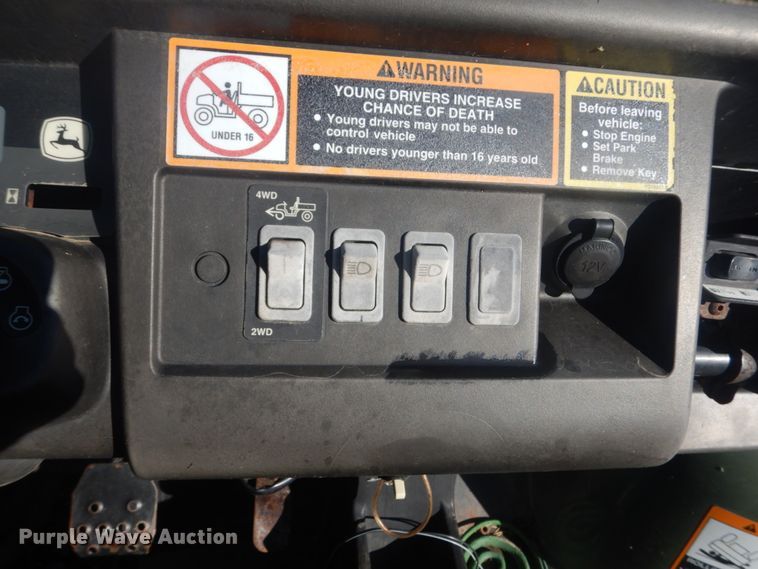 WARNING
YOUNG DRIVERS INCREASE
CHANCE OF DEATH
Young drivers may not be able to
control vehicle
No drivers younger than 16 years old
UNDER 16
CAUTION
Before leaving
vehicle:
Stop Engine
Set Park
Brake
Remove Key
4WD
2WD
12V
Purple Wave Auction